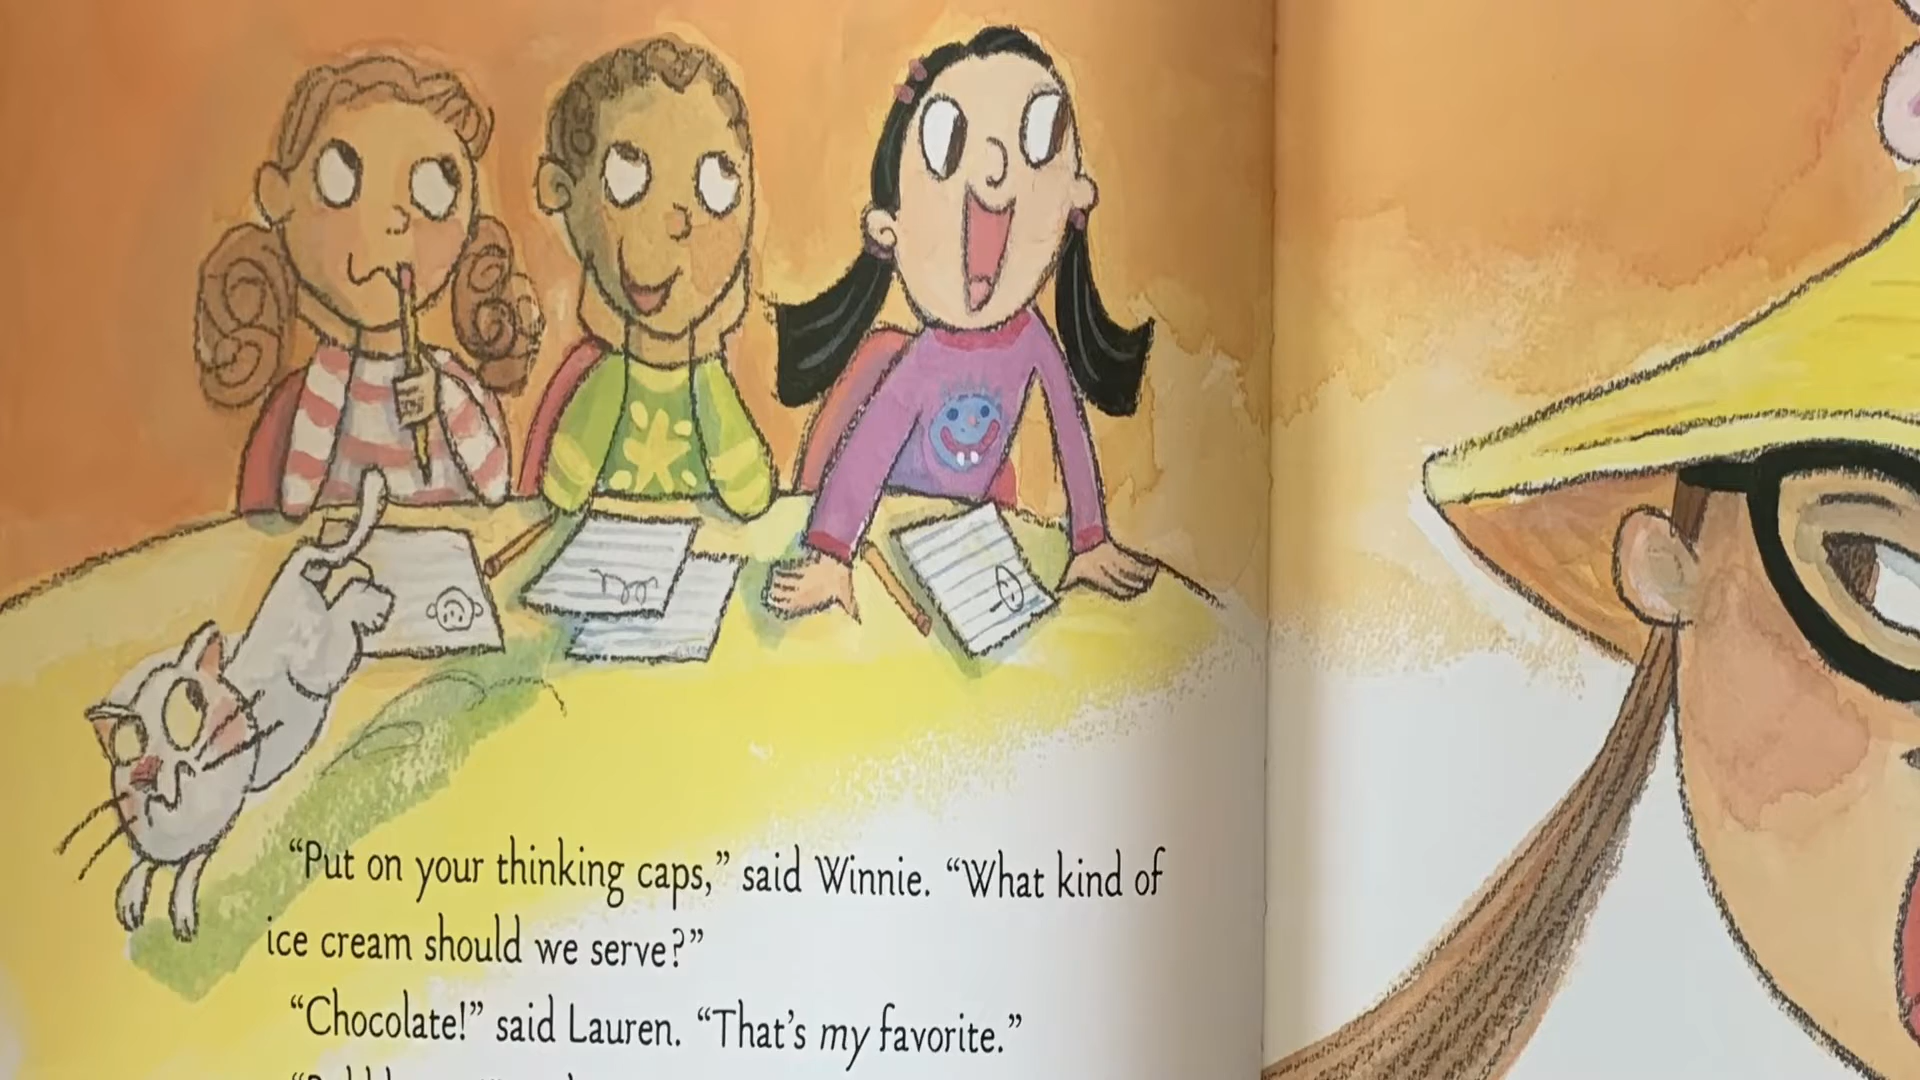 “Put on your thinking caps,” said Winnie. “What kind of
ice cream should we serve?”
“Chocolate!” said Lauren. “That’s my favorite.”